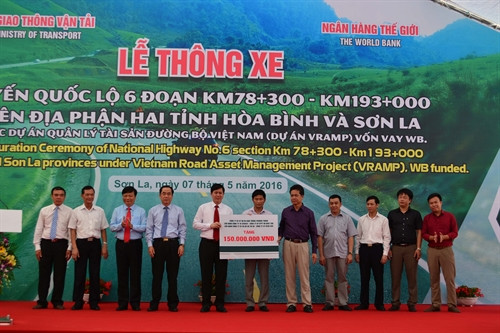 GIAO THÔNG VẬN TẢI
MINISTRY OF TRANSPORT
NGÂN HÀNG THẾ GIỚI
THE WORLD BANK
LỄ THÔNG XE
YẾN QUỐC LỘ 6 ĐOẠN KM78+300 - KM193+000
ÊN ĐỊA PHẬN HAI TỈNH HÒA BÌNH VÀ SƠN LA
C DỰ ÁN QUẢN LÝ TÀI SẢN ĐƯỜNG BỘ VIỆT NAM (DỰ ÁN VRAMP) VỐN VAY WB.
uguration Ceremony of National Highway No.6 section Km 78+300 - Km193+000
Son La provinces under Vietnam Road Asset Management Project (VRAMP). WB funded.
Sơn La, ngày 07 tháng 5 năm 2016
TẶNG
150.000.000 VNĐ